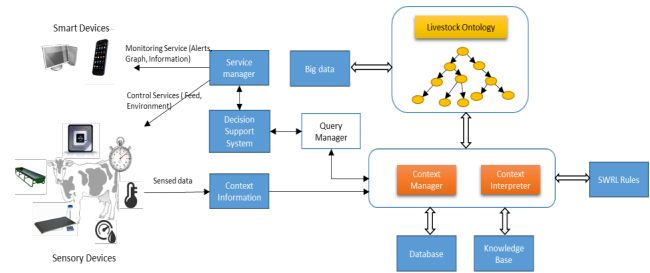 Smart Devices
Monitoring Service (Alerts,
Graph, Information)
Control Services ( Feed,
Environment)
Service
manager
Big data
Livestock Ontology
Decision
Support
System
Query
Manager
Sensed data
Context
Information
Context
Manager
Context
Interpreter
SWRL Rules
Database
Knowledge
Base
Sensory Devices